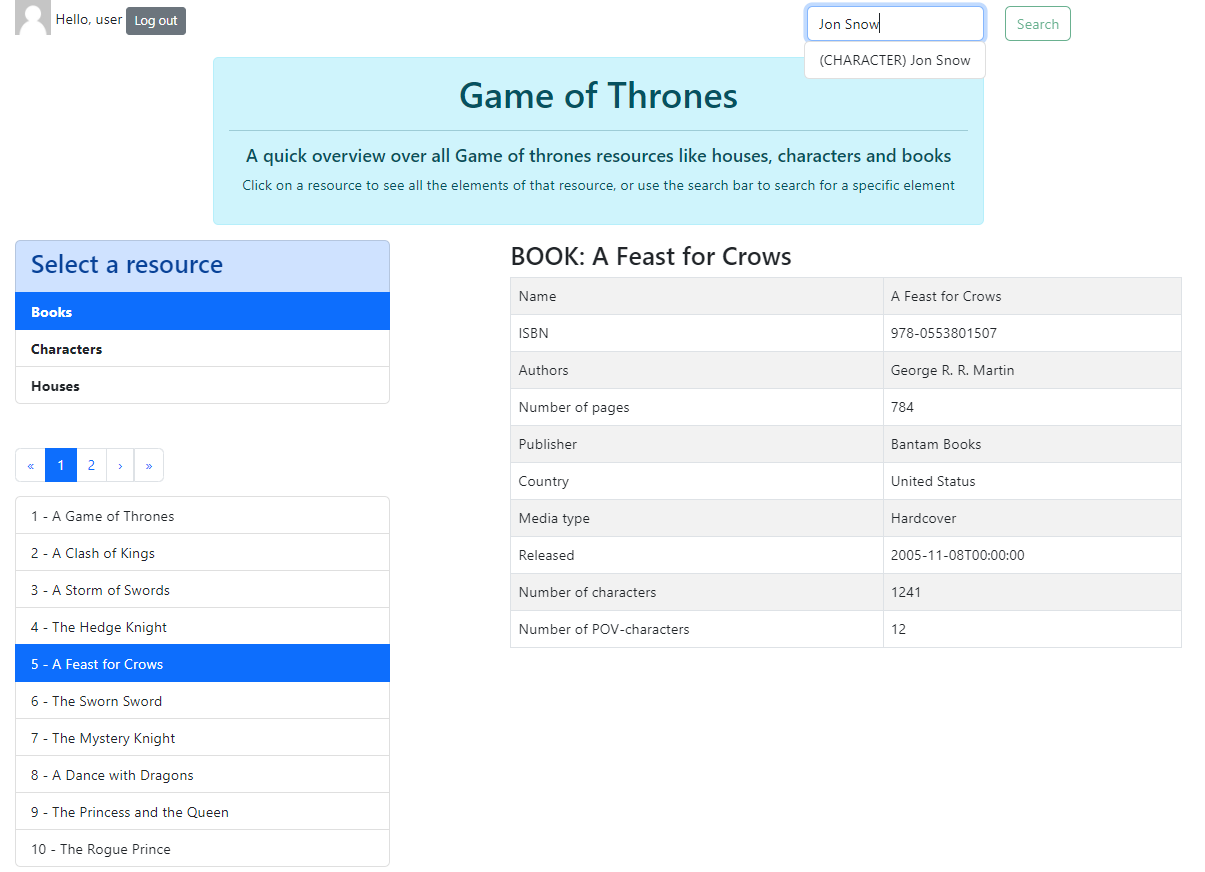 Hello, user Log out
Jon Snow
Search
(CHARACTER) Jon Snow
Game of Thrones
A quick overview over all Game of thrones resources like houses, characters and books
Click on a resource to see all the elements of that resource, or use the search bar to search for a specific element
Select a resource
Books
Characters
Houses
« 1 2 › »
1 - A Game of Thrones
2 - A Clash of Kings
3 - A Storm of Swords
4 - The Hedge Knight
5 - A Feast for Crows
6 - The Sworn Sword
7 - The Mystery Knight
8 - A Dance with Dragons
9 - The Princess and the Queen
10 - The Rogue Prince
BOOK: A Feast for Crows
Name A Feast for Crows
ISBN 978-0553801507
Authors George R. R. Martin
Number of pages 784
Publisher Bantam Books
Country United Status
Media type Hardcover
Released 2005-11-08T00:00:00
Number of characters 1241
Number of POV-characters 12